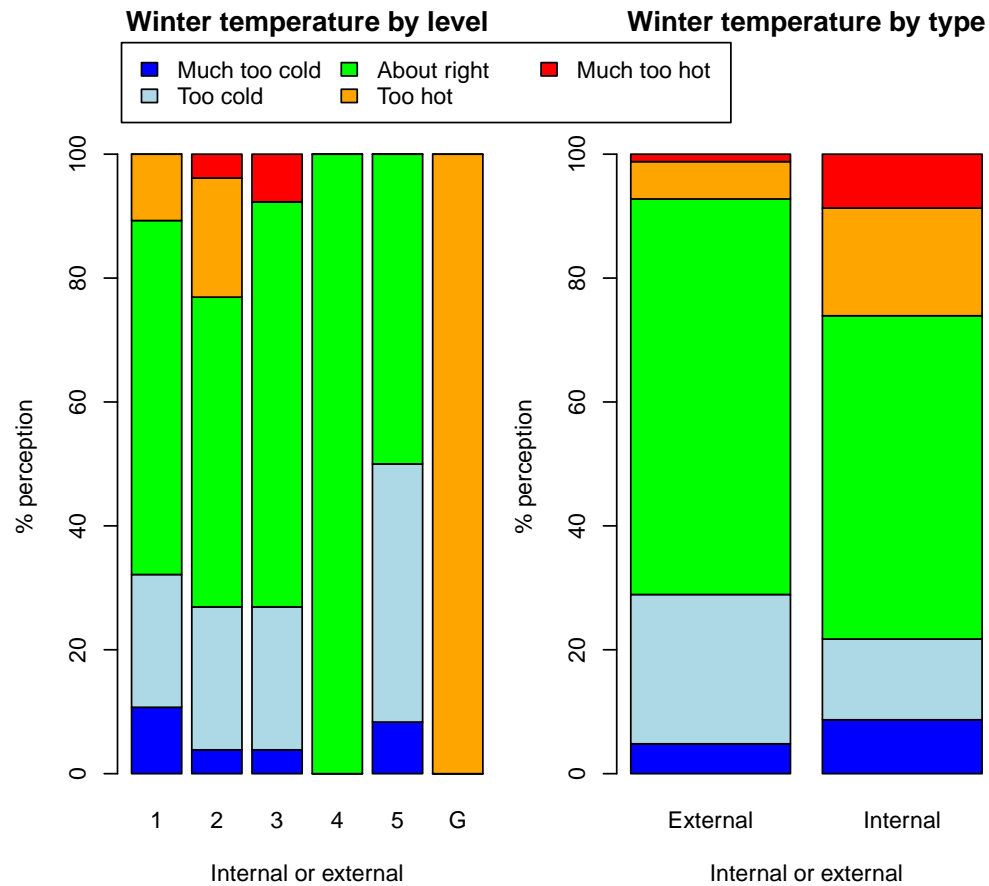 Winter temperature by level
Much too cold
About right
Much too hot
Too cold
Too hot
% perception
100
80
60
40
20
0
1 2 3 4 5 G
Internal or external
Winter temperature by type
% perception
100
80
60
40
20
0
External Internal
Internal or external